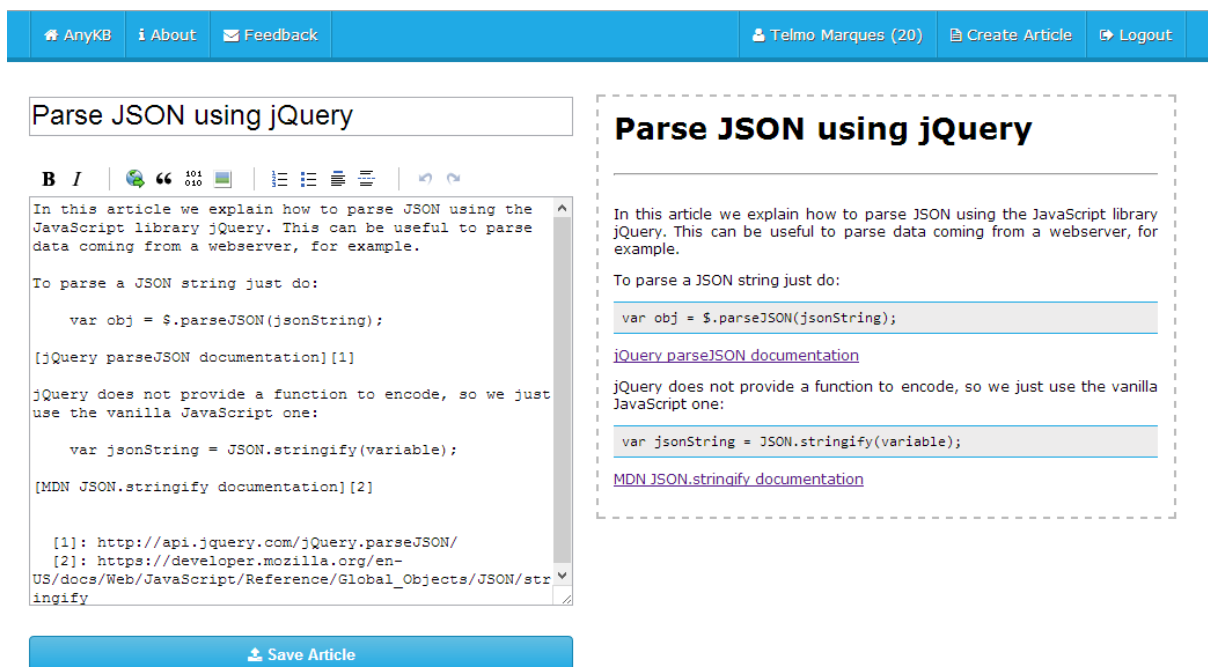 AnyKB About Feedback Telmo Marques (20) Create Article Logout
Parse JSON using jQuery
B I
In this article we explain how to parse JSON using the
JavaScript library jQuery. This can be useful to parse
data coming from a webserver, for example.
To parse a JSON string just do:
var obj = $.parseJSON(jsonString);
[jQuery parseJSON documentation][1]
jQuery does not provide a function to encode, so we just
use the vanilla JavaScript one:
var jsonString = JSON.stringify(variable);
[MDN JSON.stringify documentation][2]
[1]: http://api.jquery.com/jQuery.parseJSON/
[2]: https://developer.mozilla.org/en-
US/docs/Web/JavaScript/Reference/Global_Objects/JSON/str
ingify
Save Article
Parse JSON using jQuery
In this article we explain how to parse JSON using the JavaScript library
jQuery. This can be useful to parse data coming from a webserver, for
example.
To parse a JSON string just do:
var obj = $.parseJSON(jsonString);
jQuery parseJSON documentation
jQuery does not provide a function to encode, so we just use the vanilla
JavaScript one:
var jsonString = JSON.stringify(variable);
MDN JSON.stringify documentation